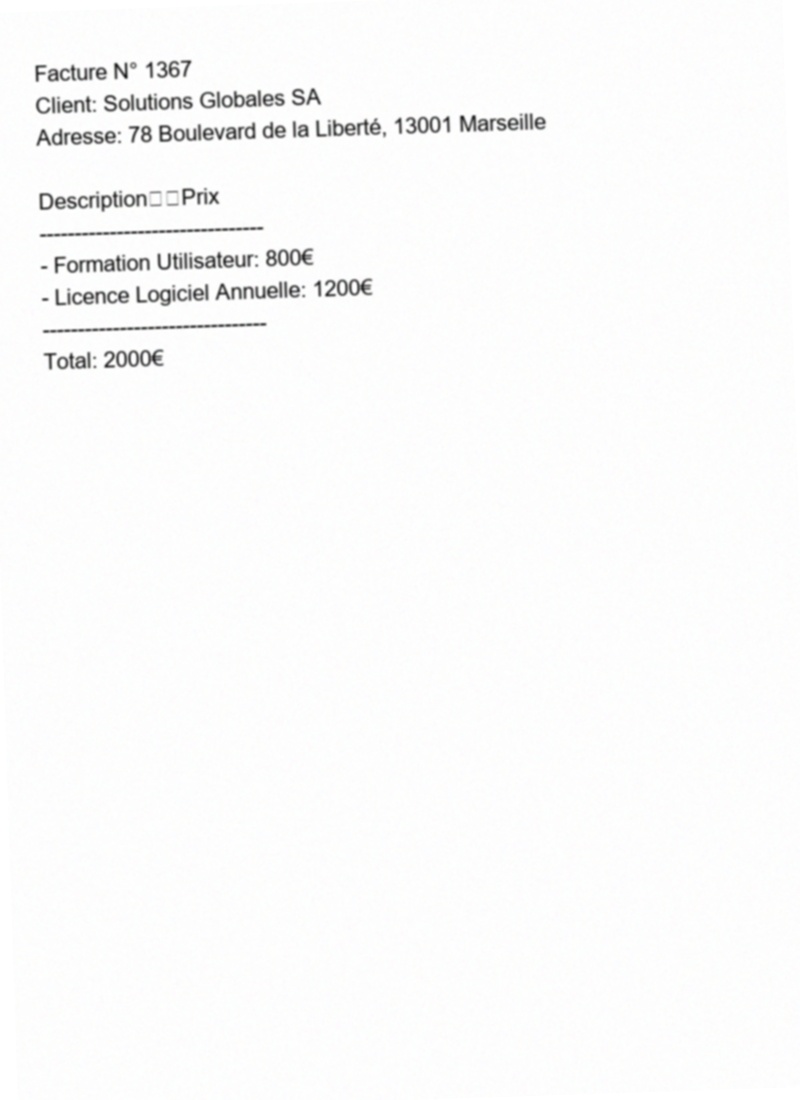 Facture N° 1367
Client: Solutions Globales SA
Adresse: 78 Boulevard de la Liberté, 13001 Marseille
Description□□Prix
--------------------------------
- Formation Utilisateur: 800€
- Licence Logiciel Annuelle: 1200€
--------------------------------
Total: 2000€